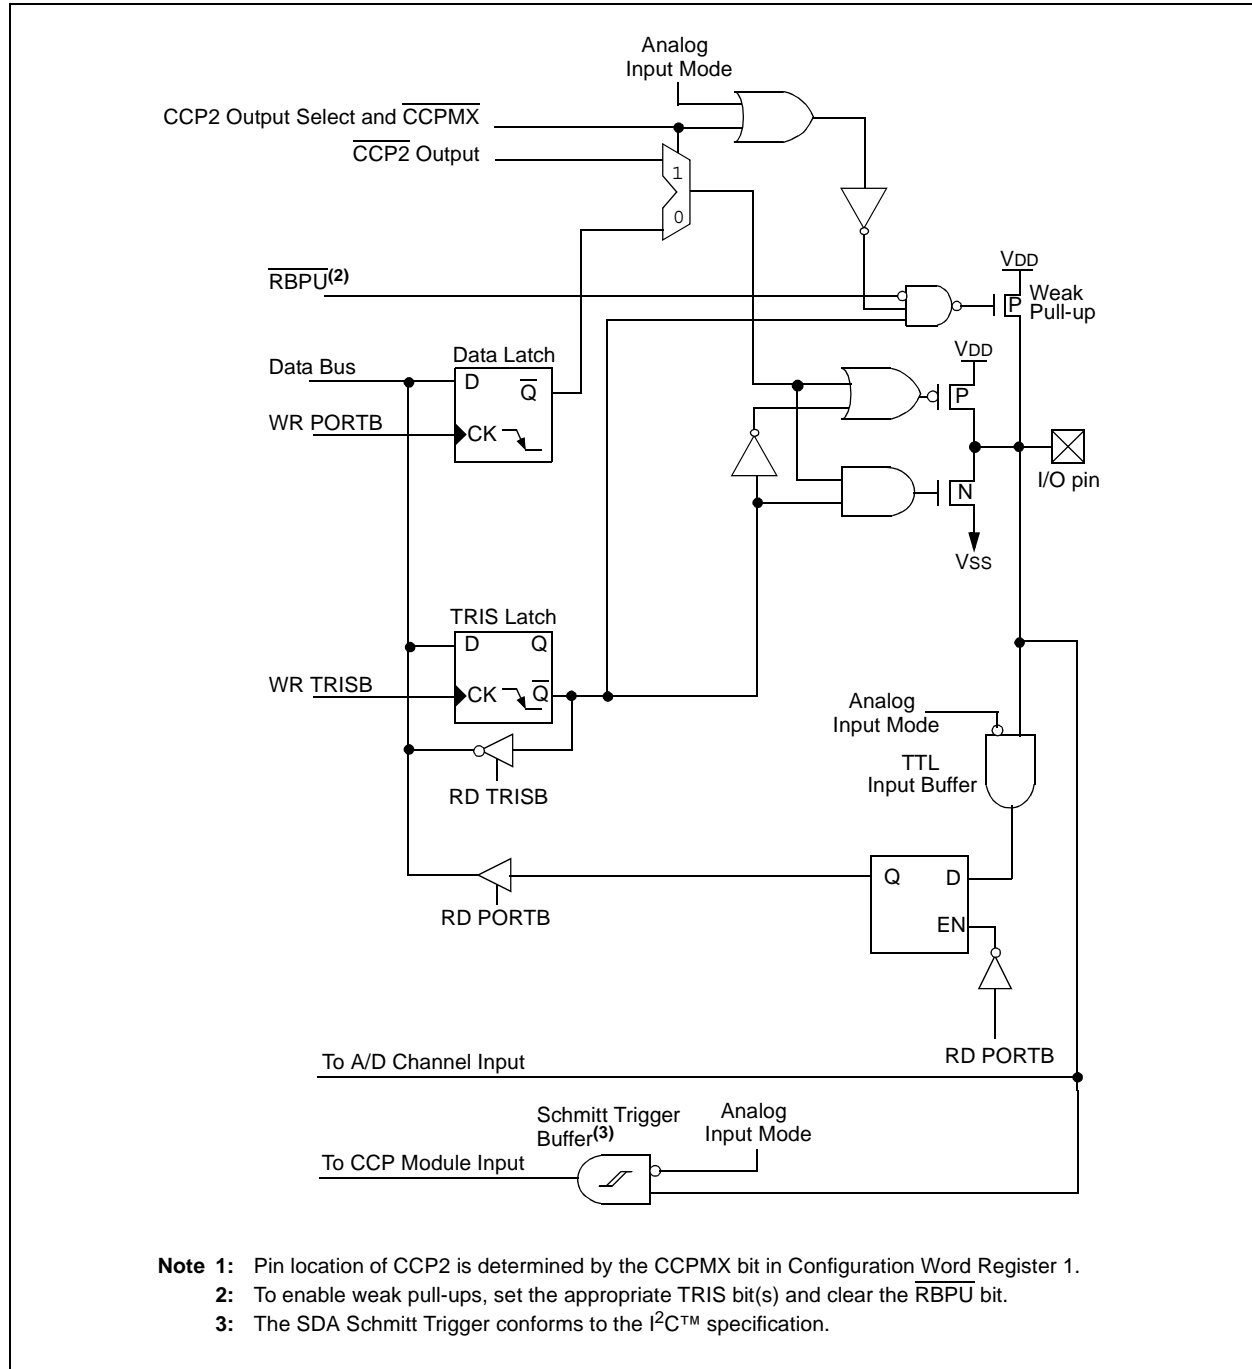 Analog
Input Mode
CCP2 Output Select and CCPMX
CCP2 Output
1
0
RBPU(2)
VDD
P
Weak
Pull-up
Data Bus
Data Latch
D
Q
VDD
P
WR PORTB
CK
I/O pin
N
VSS
TRIS Latch
D
Q
WR TRISB
CK
Q
Analog
Input Mode
TTL
Input Buffer
RD TRISB
Q
D
EN
RD PORTB
RD PORTB
To A/D Channel Input
Schmitt Trigger
Buffer(3)
Analog
Input Mode
To CCP Module Input
Note 1: Pin location of CCP2 is determined by the CCPMX bit in Configuration Word Register 1.
2: To enable weak pull-ups, set the appropriate TRIS bit(s) and clear the RBPU bit.
3: The SDA Schmitt Trigger conforms to the I2C™ specification.